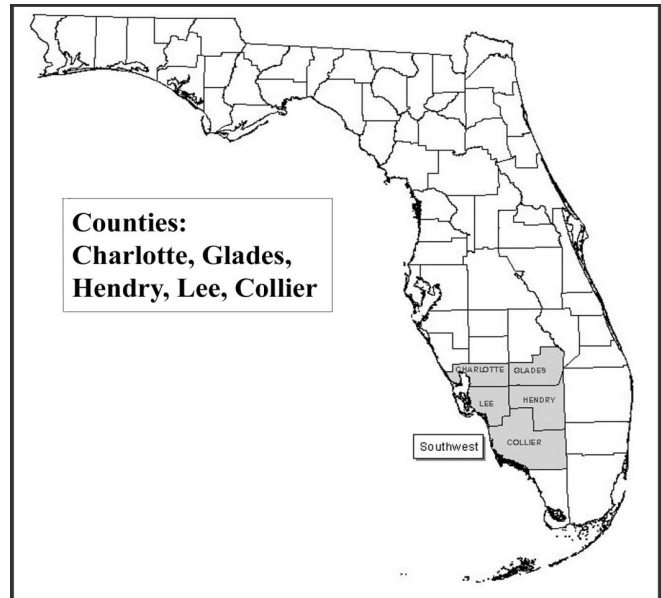 Counties:
Charlotte, Glades,
Hendry, Lee, Collier
CHARLOTTE
GLADES
LEE
HENDRY
COLLIER
Southwest